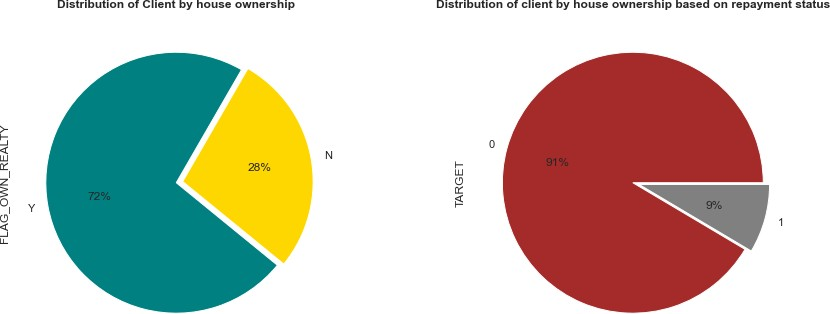 Distribution of Client by house ownership
FLAG_OWN_REALTY
Y
72%
28%
N
Distribution of client by house ownership based on repayment status
TARGET
0
91%
9%
1